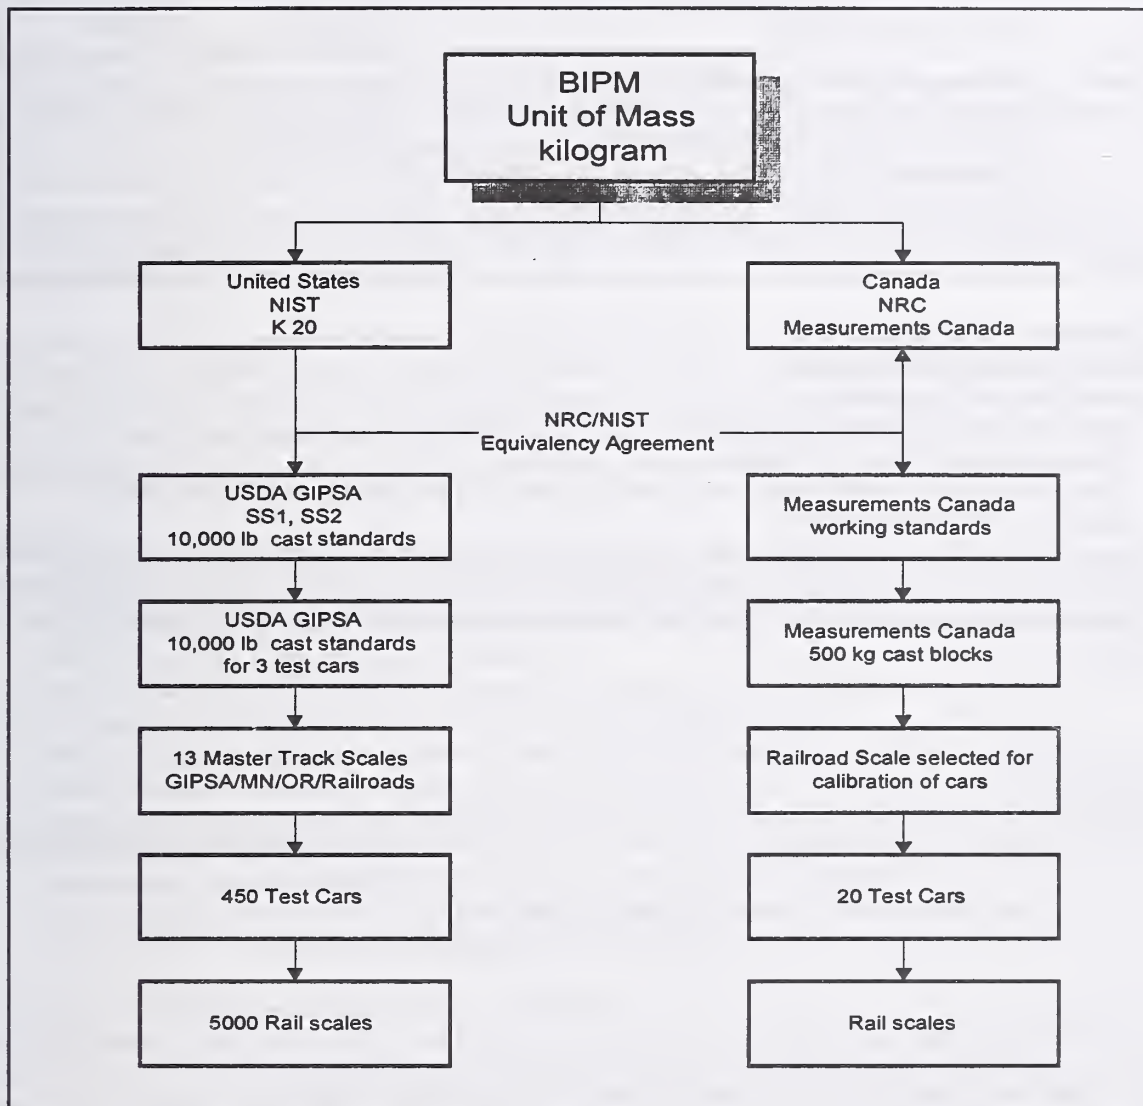 BIPM
Unit of Mass
kilogram
United States
NIST
K 20
Canada
NRC
Measurements Canada
NRC/NIST
Equivalency Agreement
USDA GIPSA
SS1, SS2
10,000 lb cast standards
Measurements Canada
working standards
USDA GIPSA
10,000 lb cast standards
for 3 test cars
Measurements Canada
500 kg cast blocks
13 Master Track Scales
GIPSA/MN/OR/Railroads
Railroad Scale selected for
calibration of cars
450 Test Cars
20 Test Cars
5000 Rail scales
Rail scales